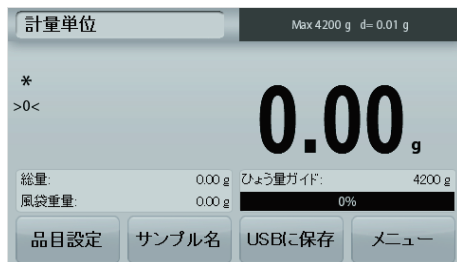 計量単位
Max 4200 g d= 0.01 g
*
>0<
0.00 g
総量: 0.00 g ひょう量ガイド: 4200 g
風袋重量: 0.00 g 0%
品目設定 サンプル名 USBに保存 メニュー